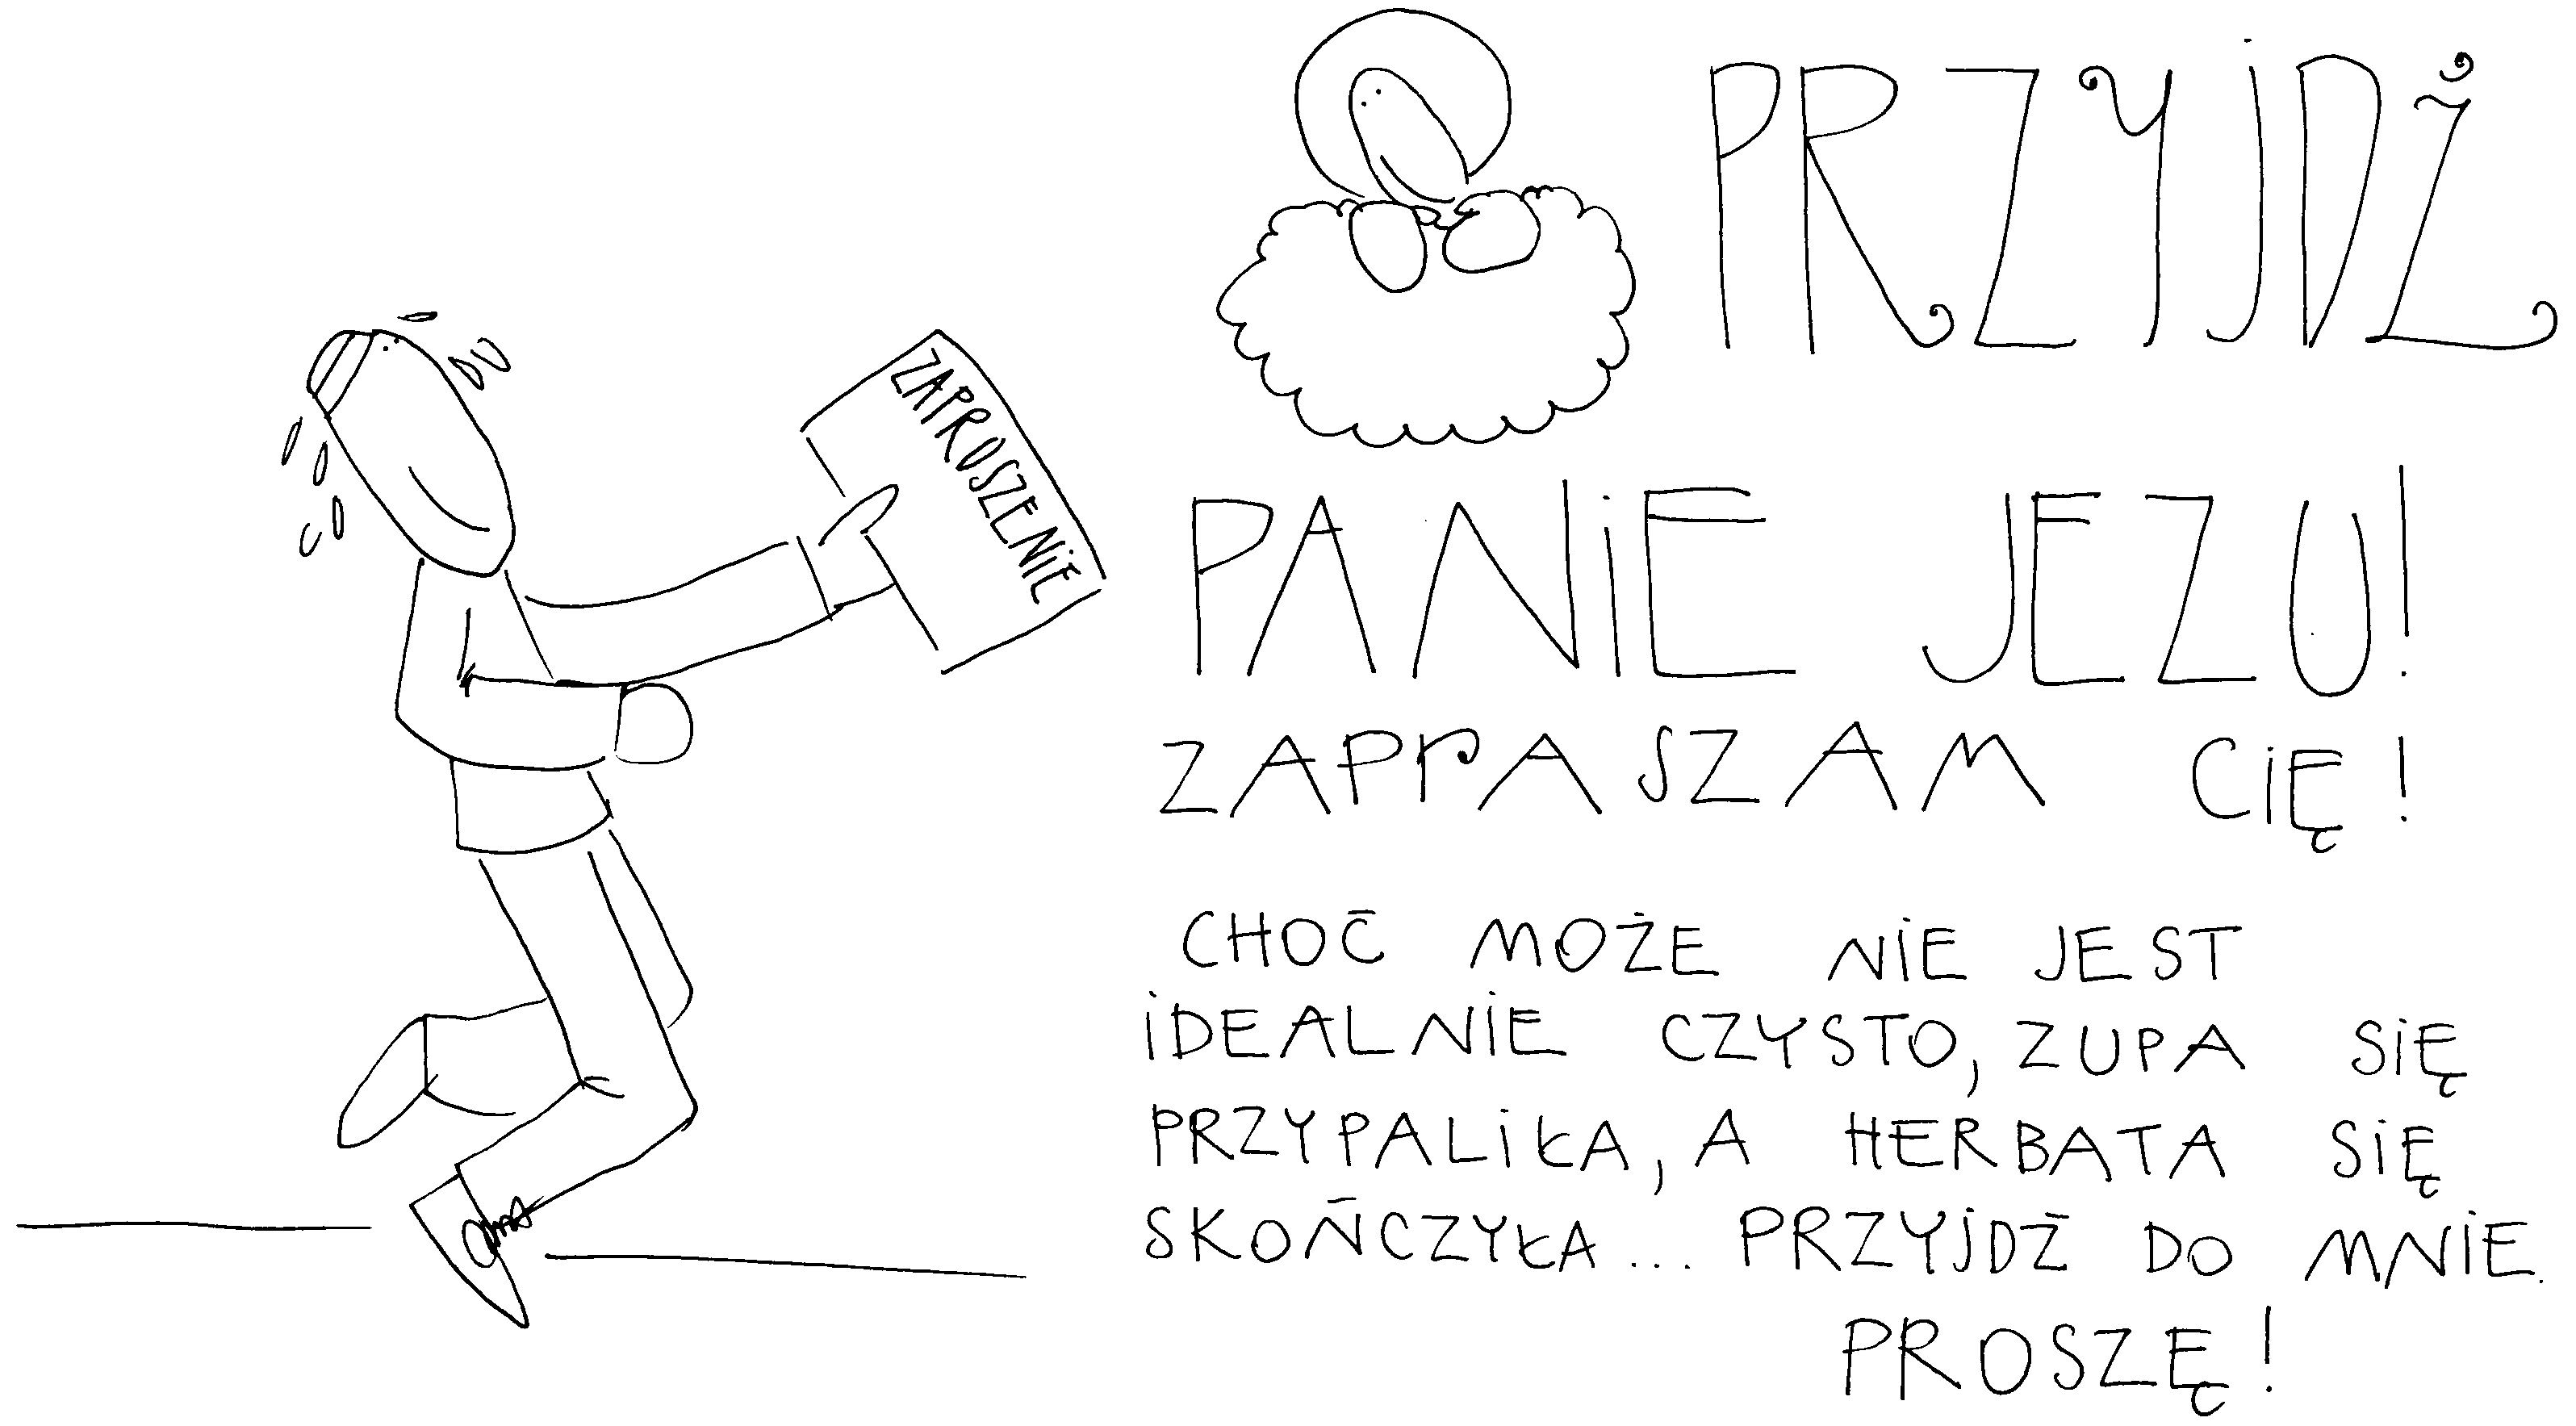 ZAPROSZENIE
PRZYJDŹ
PANIE JEZU!
ZAPRASZAM CIĘ!
CHOĆ MOŻE NIE JEST
IDEALNIE CZYSTO, ZUPA SIĘ
PRZYPALIŁA, A HERBATA SIĘ
SKOŃCZYŁA... PRZYJDŹ DO MNIE.
PROSZĘ!